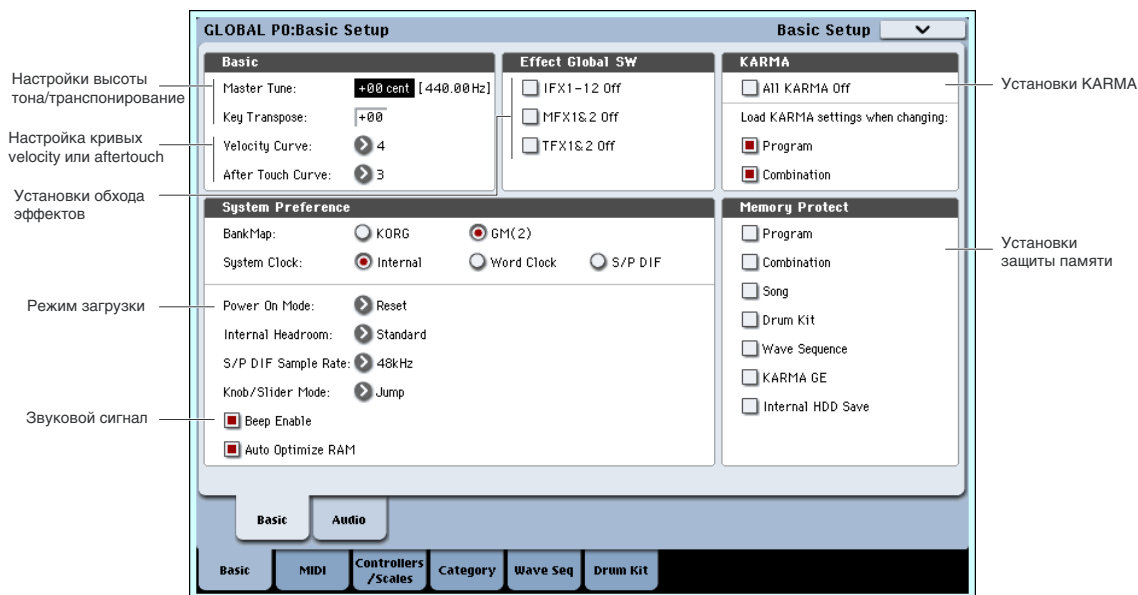 GLOBAL P0:Basic Setup
Basic Setup
Basic
Effect Global SW
KARMA
Настройки высоты
тона/транспонирование
Master Tune: +00 cent [440.00Hz]
IFX1-12 Off
All KARMA Off
Установки KARMA
Key Transpose: +00
MFX1&2 Off
Load KARMA settings when changing:
Настройка кривых
velocity или aftertouch
Velocity Curve: 4
TFX1&2 Off
Program
After Touch Curve: 3
Combination
Установки обхода
эффектов
System Preference
Memory Protect
BankMap: KORG GM(2)
Program
System Clock: Internal Word Clock S/P DIF
Combination
Установки
защиты памяти
Song
Режим загрузки
Power On Mode: Reset
Drum Kit
Internal Headroom: Standard
Wave Sequence
S/P DIF Sample Rate: 48kHz
KARMA GE
Knob/Slider Mode: Jump
Internal HDD Save
Звуковой сигнал
Beep Enable
Auto Optimize RAM
Basic Audio
Basic MIDI Controllers
/Scales Category Wave Seq Drum Kit